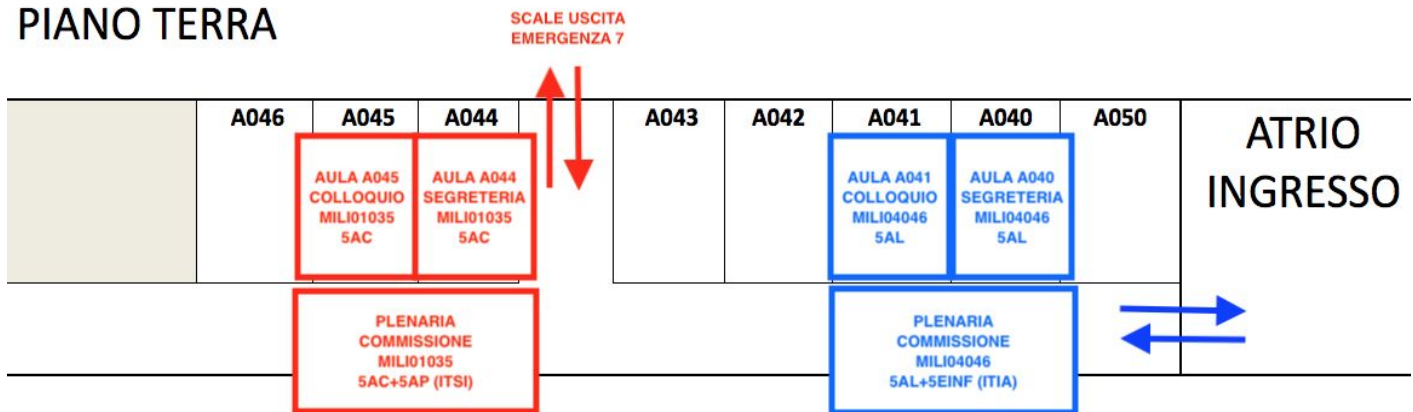 PIANO TERRA
SCALE USCITA
EMERGENZA 7
A046
A045
A044
A043
A042
A041
A040
A050
ATRIO
INGRESSO
AULA A045
COLLOQUIO
MILI01035
5AC
AULA A044
SEGRETERIA
MILI01035
5AC
AULA A041
COLLOQUIO
MILI04046
5AL
AULA A040
SEGRETERIA
MILI04046
5AL
PLENARIA
COMMISSIONE
MILI01035
5AC+5AP (ITSI)
PLENARIA
COMMISSIONE
MILI04046
5AL+5EINF (ITIA)